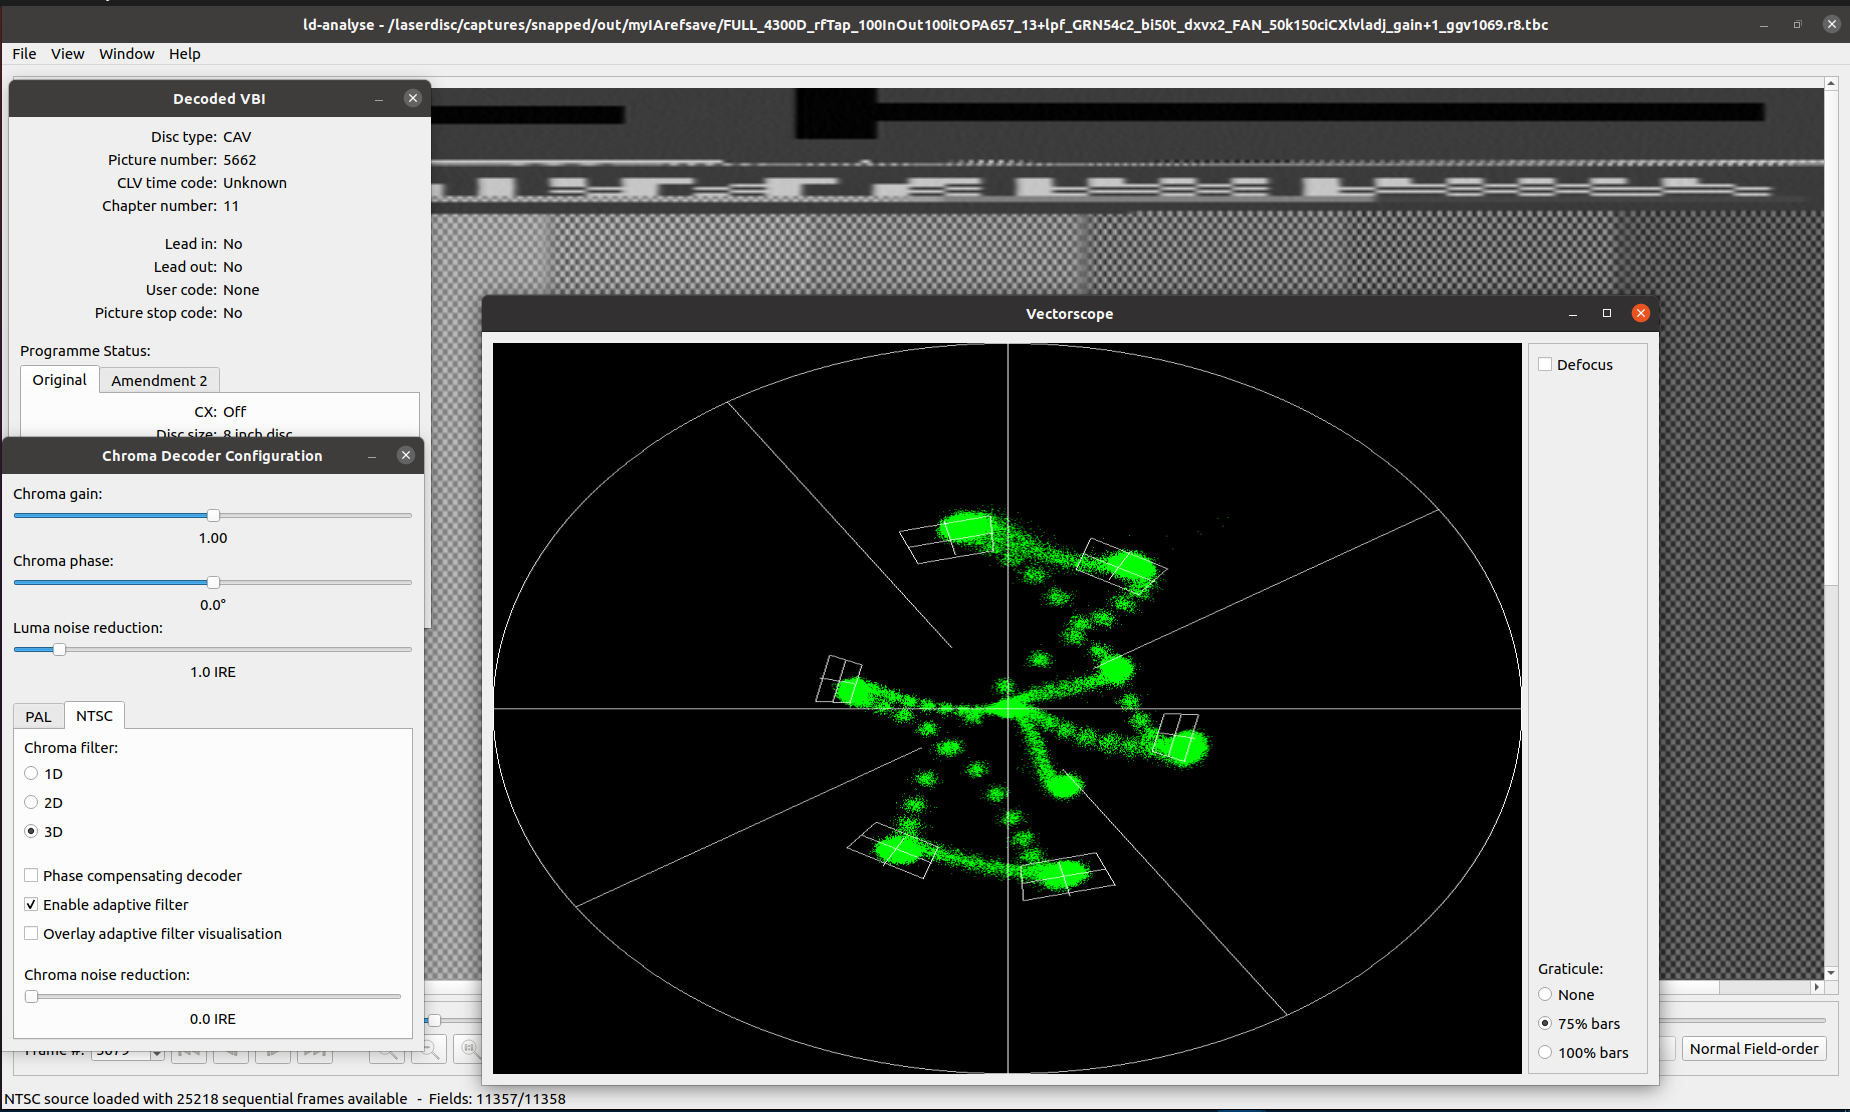 ld-analyse - /laserdisc/captures/snapped/out/myIArefsave/FULL_4300D_rfTap_100InOut100itOPA657_13+lpf_GRN54c2_bi50t_dxvx2_FAN_50k150ciCXlvladj_gain+1_ggv1069.r8.tbc
File View Window Help
Decoded VBI
Disc type: CAV
Picture number: 5662
CLV time code: Unknown
Chapter number: 11
Lead in: No
Lead out: No
User code: None
Picture stop code: No
Programme Status:
Original Amendment 2
CX: Off
Disc size: 8 inch disc
Chroma Decoder Configuration
Chroma gain:
1.00
Chroma phase:
0.0°
Luma noise reduction:
1.0 IRE
PAL NTSC
Chroma filter:
1D
2D
3D
Phase compensating decoder
Enable adaptive filter
Overlay adaptive filter visualisation
Chroma noise reduction:
0.0 IRE
Vectorscope
Defocus
Graticule:
None
75% bars
100% bars
Frame #: 5679
Normal Field-order
NTSC source loaded with 25218 sequential frames available - Fields: 11357/11358